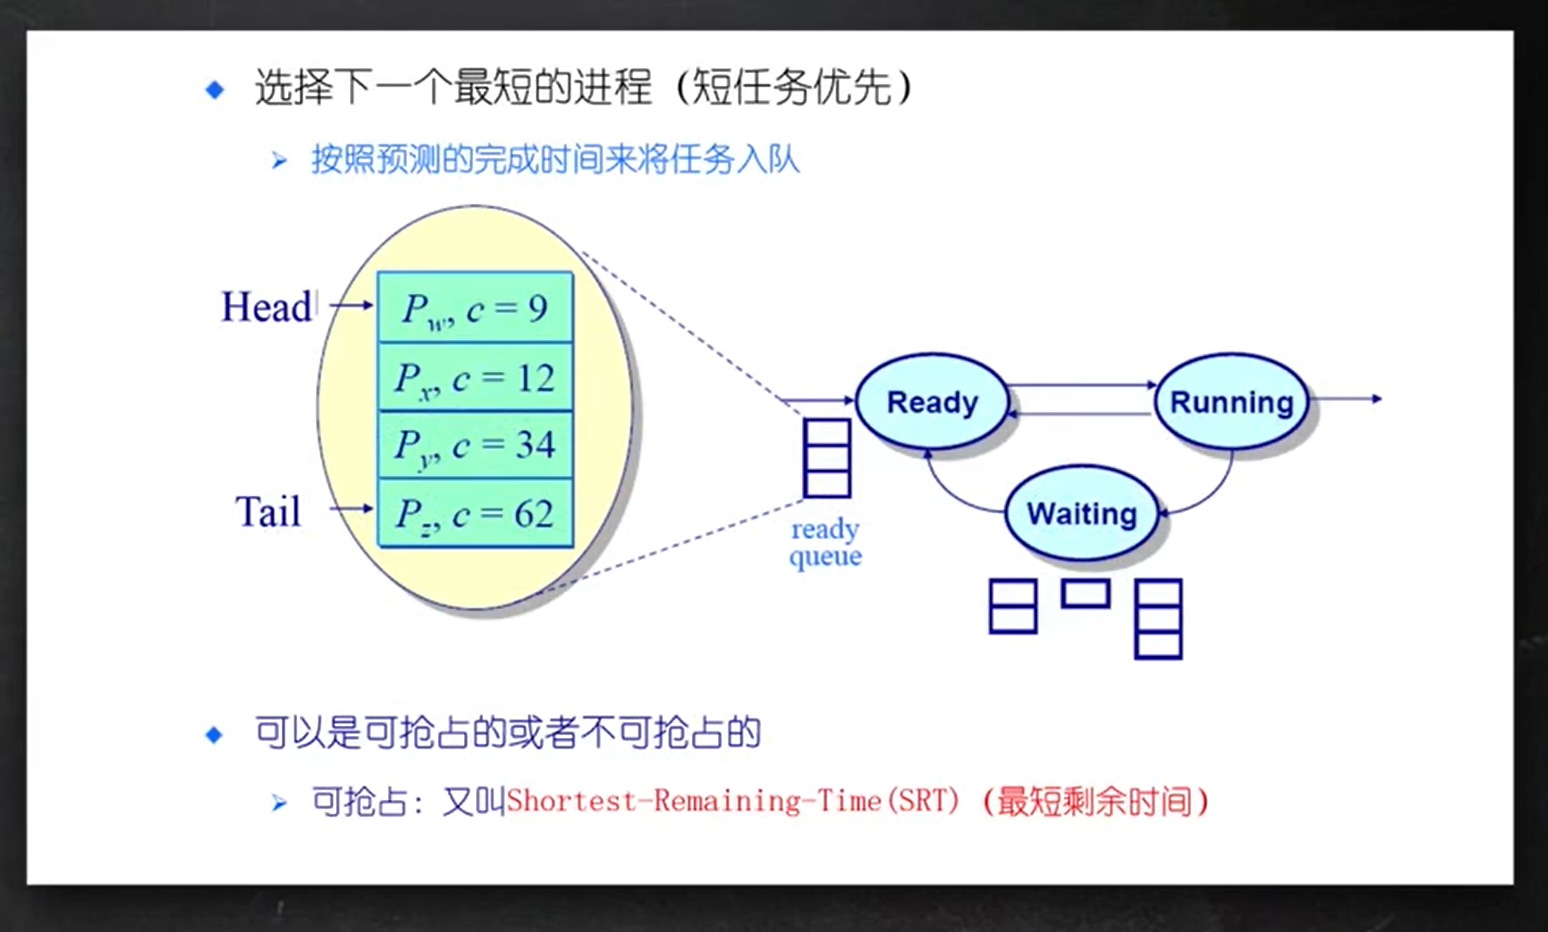 选择下一个最短的进程（短任务优先）
按照预测的完成时间来将任务入队
Head
P_w, c = 9
P_x, c = 12
P_y, c = 34
Tail
P_z, c = 62
Ready
Running
Waiting
ready
queue
可以是可抢占的或者不可抢占的
可抢占：又叫Shortest-Remaining-Time(SRT)（最短剩余时间）